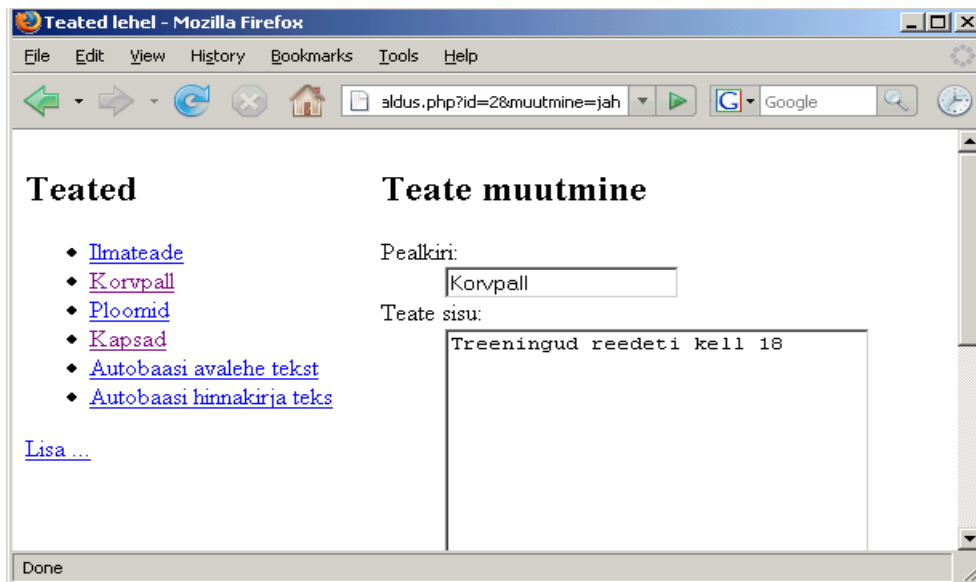 Teated lehel - Mozilla Firefox
File Edit View History Bookmarks Tools Help
aldus.php?id=2&muutmine=jah G Google
Teated
Ilmateade
Korvpall
Ploomid
Kapsad
Autobaasi avalehe tekst
Autobaasi hinnakirja teks
Lisa ...
Teate muutmine
Pealkiri:
Korvpall
Teate sisu:
Treeningud reedeti kell 18
Done